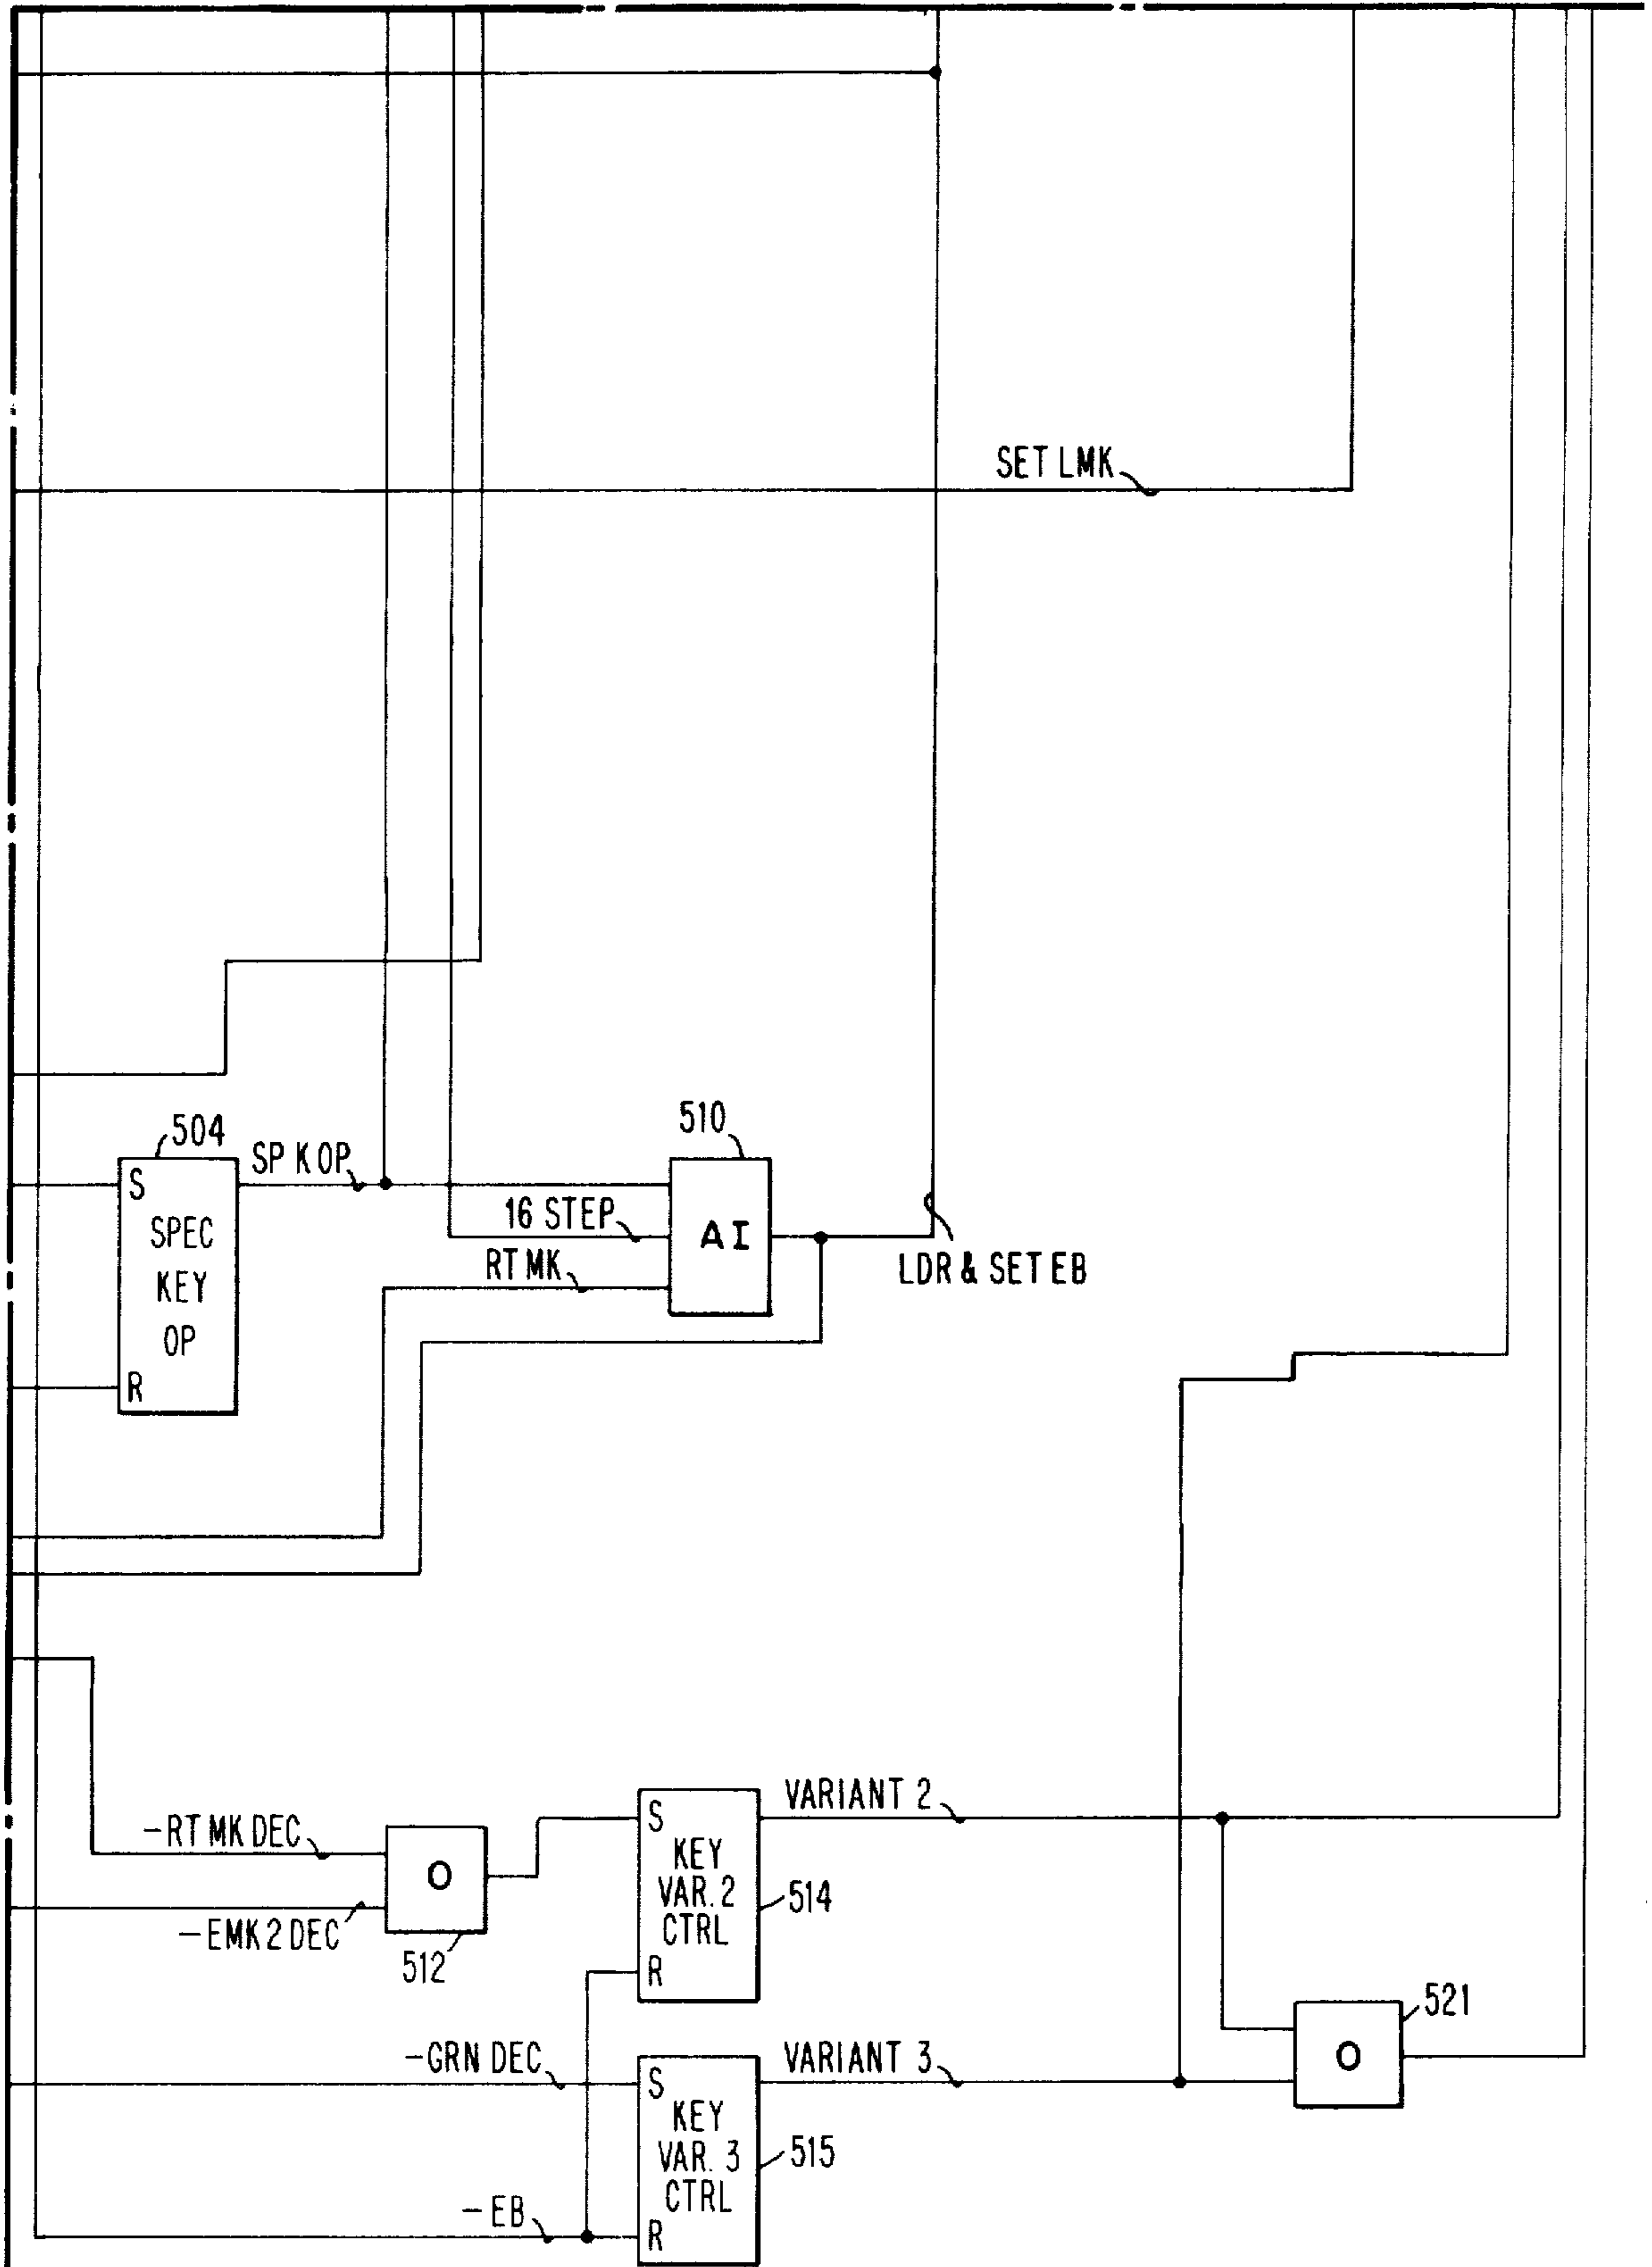 SET LMK
504
SP K OP
510
S
SPEC
KEY
OP
R
16 STEP
RT MK
AI
LDR & SET EB
VARIANT 2
-RT MK DEC
-EMK 2 DEC
O
512
S
KEY
VAR. 2
CTRL
R
514
521
O
-GRN DEC
VARIANT 3
S
KEY
VAR. 3
CTRL
R
515
- EB